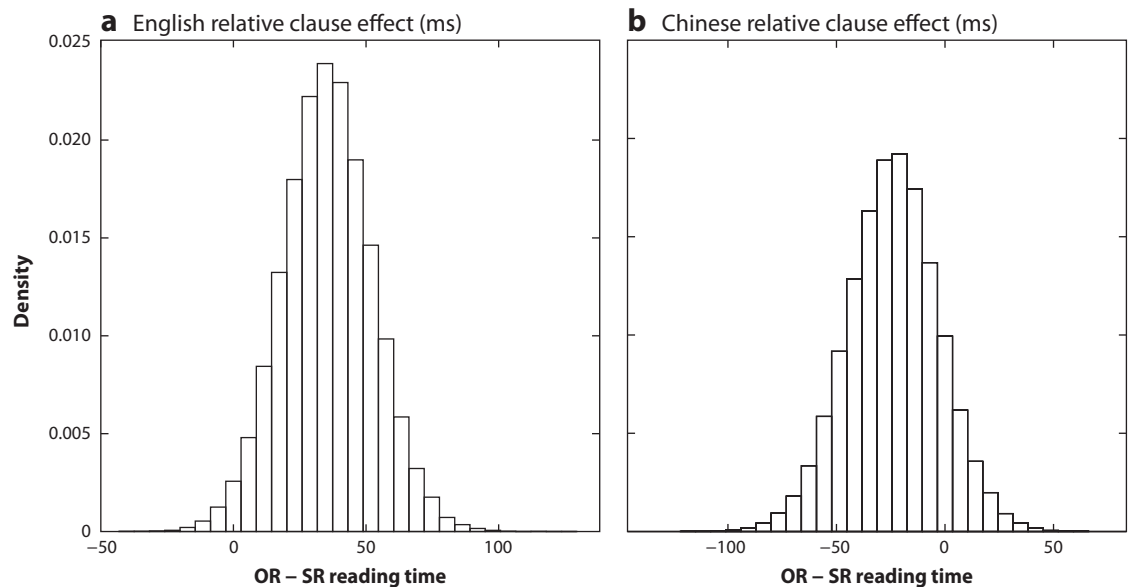 a English relative clause effect (ms)
0.025
0.020
0.015
0.010
0.005
0
Density
−50 0 50 100
OR – SR reading time
b Chinese relative clause effect (ms)
−100 −50 0 50
OR – SR reading time